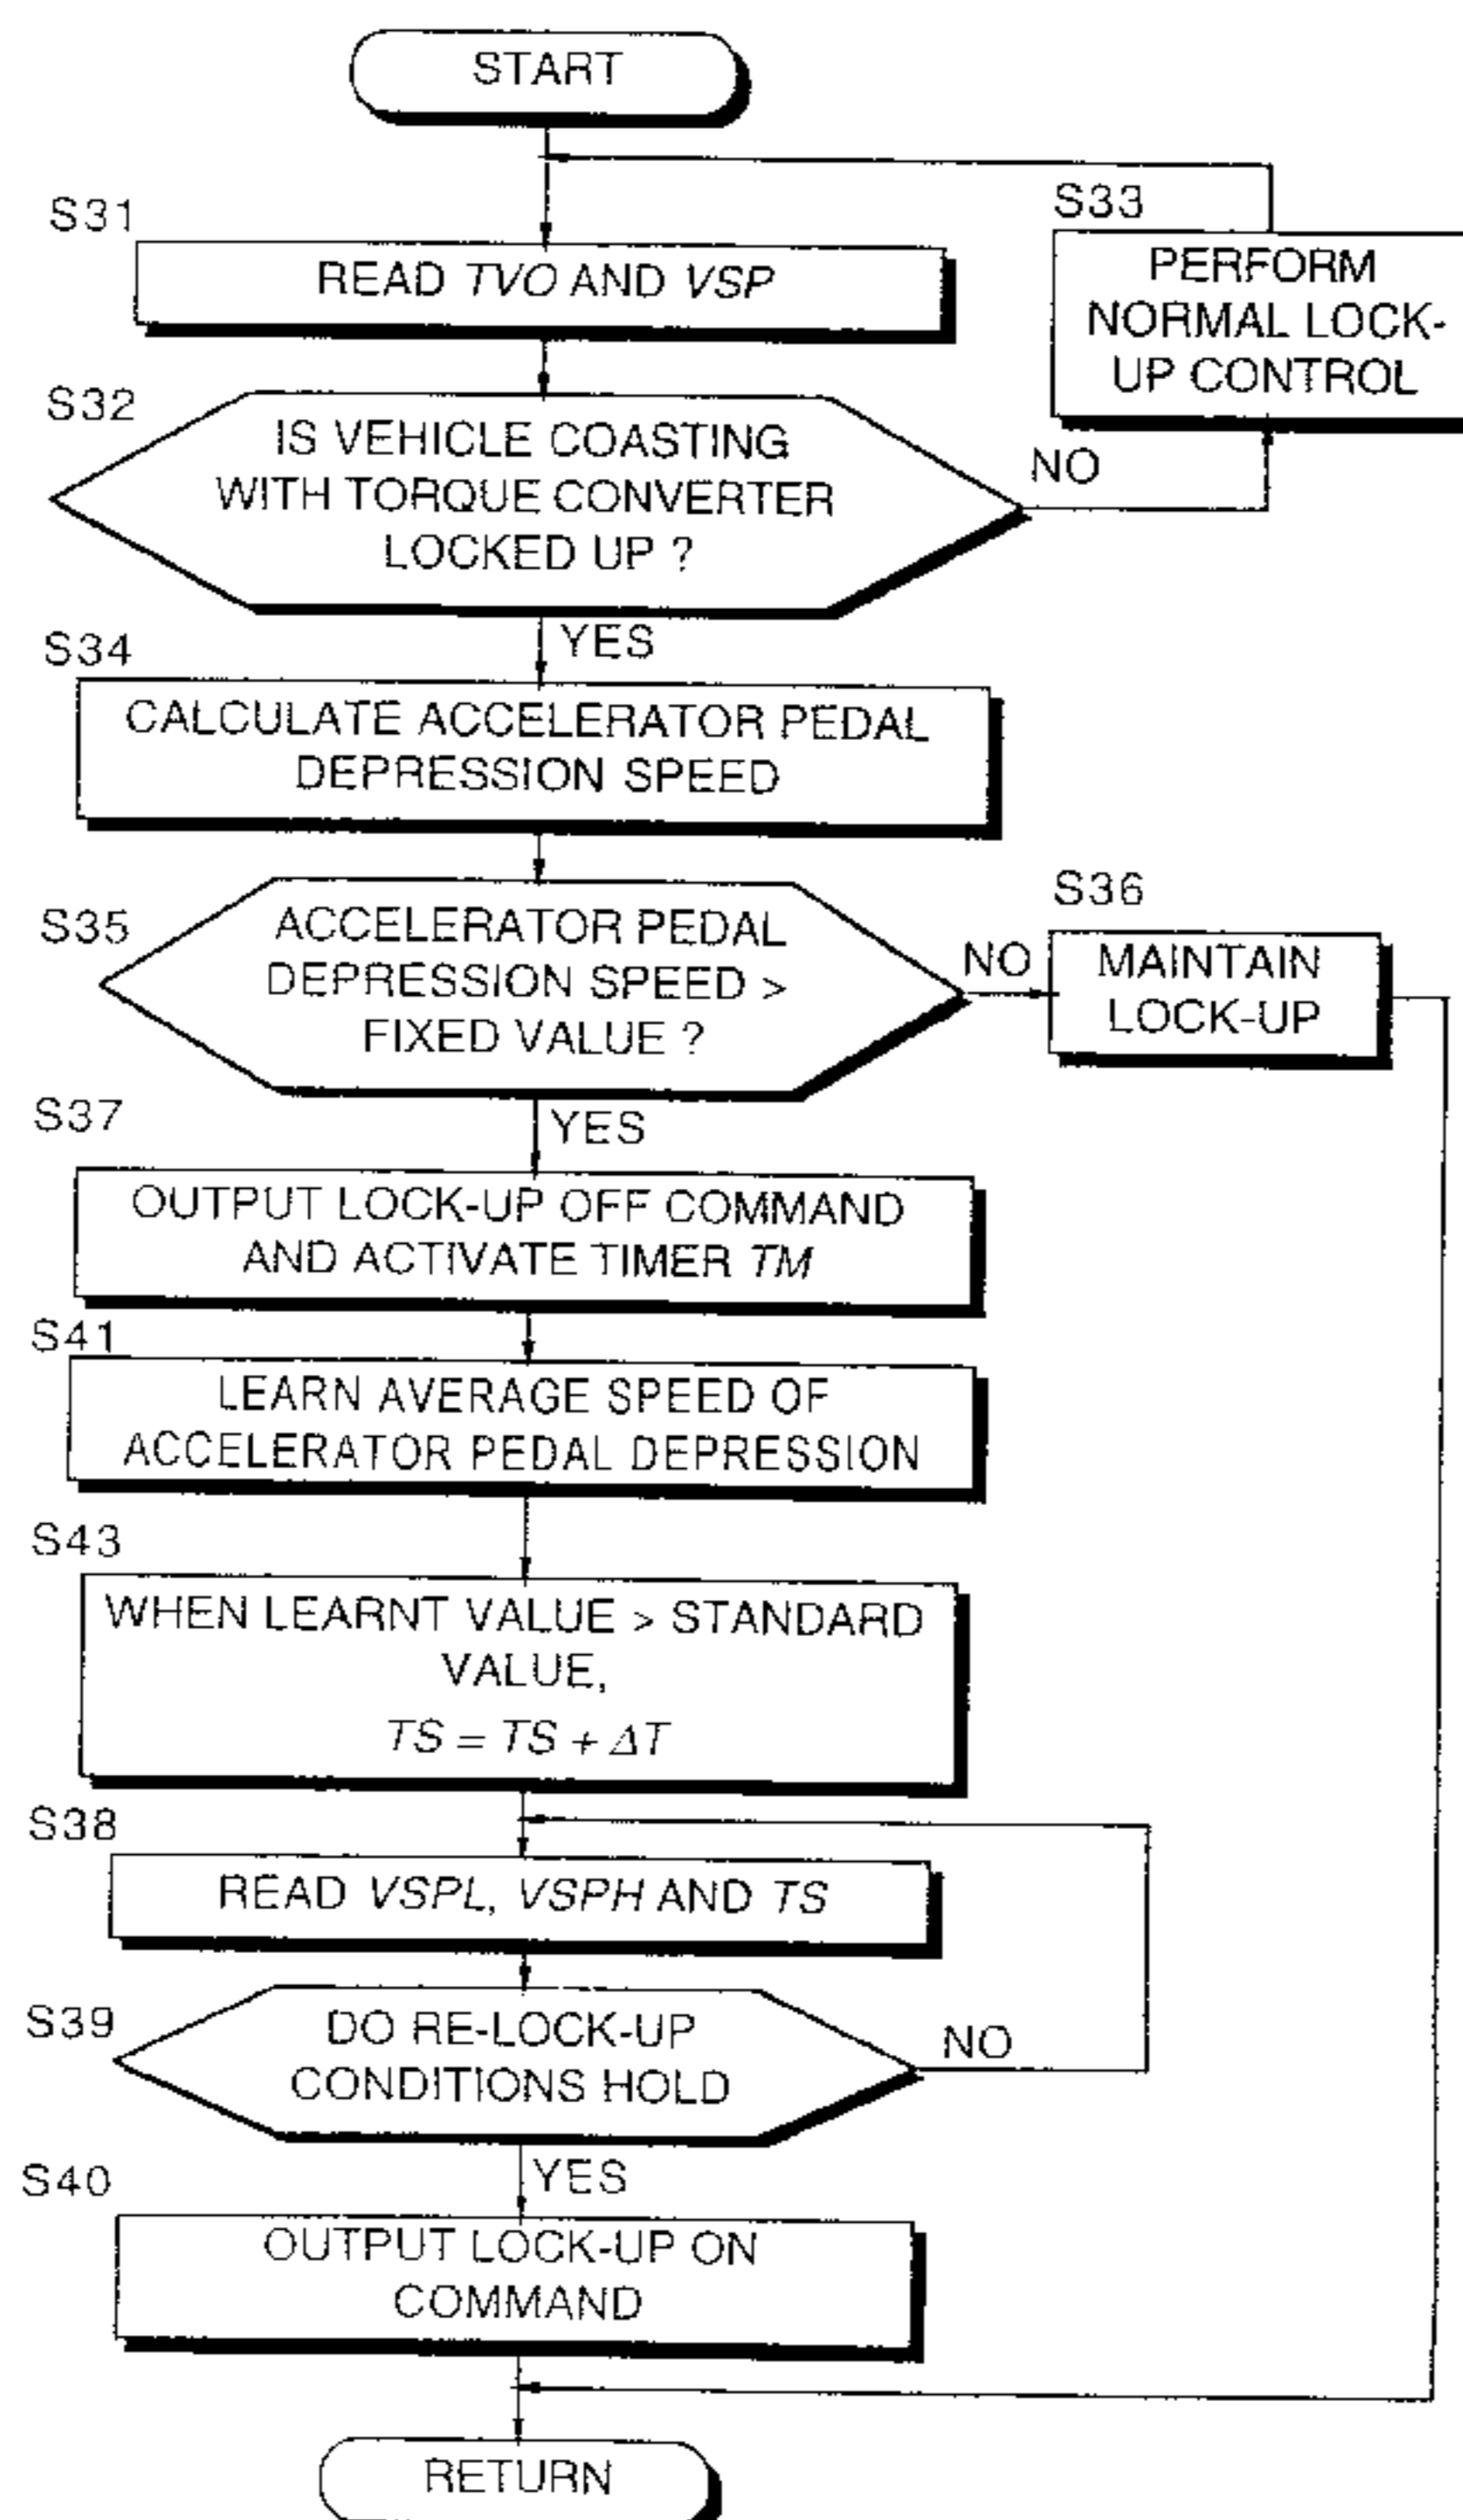 START
S31
READ TVO AND VSP
S33
PERFORM
NORMAL LOCK-
UP CONTROL
S32
IS VEHICLE COASTING
WITH TORQUE CONVERTER
LOCKED UP ?
NO
YES
S34
CALCULATE ACCELERATOR PEDAL
DEPRESSION SPEED
S35
ACCELERATOR PEDAL
DEPRESSION SPEED >
FIXED VALUE ?
NO
S36
MAINTAIN
LOCK-UP
YES
S37
OUTPUT LOCK-UP OFF COMMAND
AND ACTIVATE TIMER TM
S41
LEARN AVERAGE SPEED OF
ACCELERATOR PEDAL DEPRESSION
S43
WHEN LEARNT VALUE > STANDARD
VALUE,
TS = TS + ΔT
S38
READ VSPL, VSPH AND TS
S39
DO RE-LOCK-UP
CONDITIONS HOLD
NO
YES
S40
OUTPUT LOCK-UP ON
COMMAND
RETURN